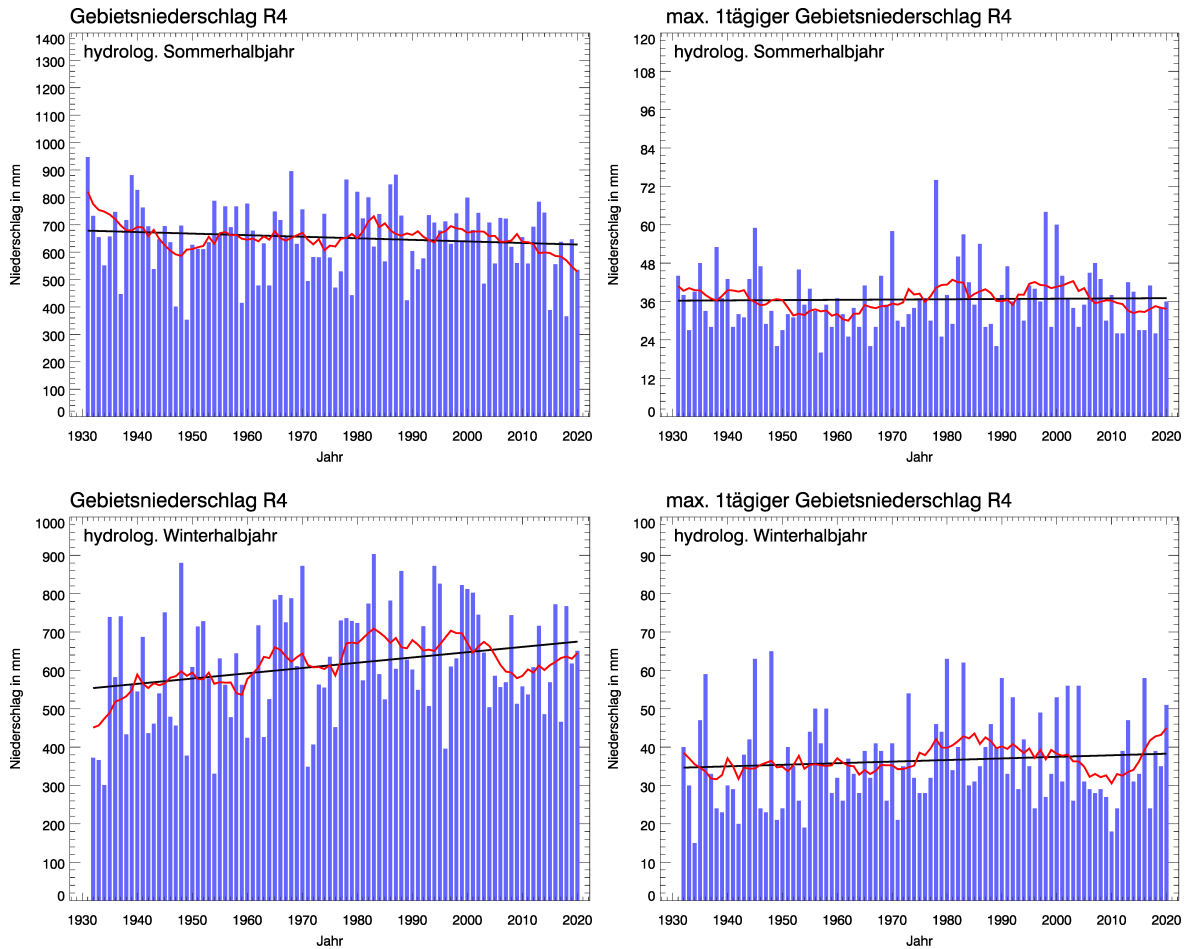 Gebietsniederschlag R4
hydrolog. Sommerhalbjahr
Niederschlag in mm
1400
1300
1200
1100
1000
900
800
700
600
500
400
300
200
100
0
1930 1940 1950 1960 1970 1980 1990 2000 2010 2020
Jahr
max. 1tägiger Gebietsniederschlag R4
hydrolog. Sommerhalbjahr
Niederschlag in mm
120
108
96
84
72
60
48
36
24
12
0
1930 1940 1950 1960 1970 1980 1990 2000 2010 2020
Jahr
Gebietsniederschlag R4
hydrolog. Winterhalbjahr
Niederschlag in mm
1000
900
800
700
600
500
400
300
200
100
0
1930 1940 1950 1960 1970 1980 1990 2000 2010 2020
Jahr
max. 1tägiger Gebietsniederschlag R4
hydrolog. Winterhalbjahr
Niederschlag in mm
100
90
80
70
60
50
40
30
20
10
0
1930 1940 1950 1960 1970 1980 1990 2000 2010 2020
Jahr